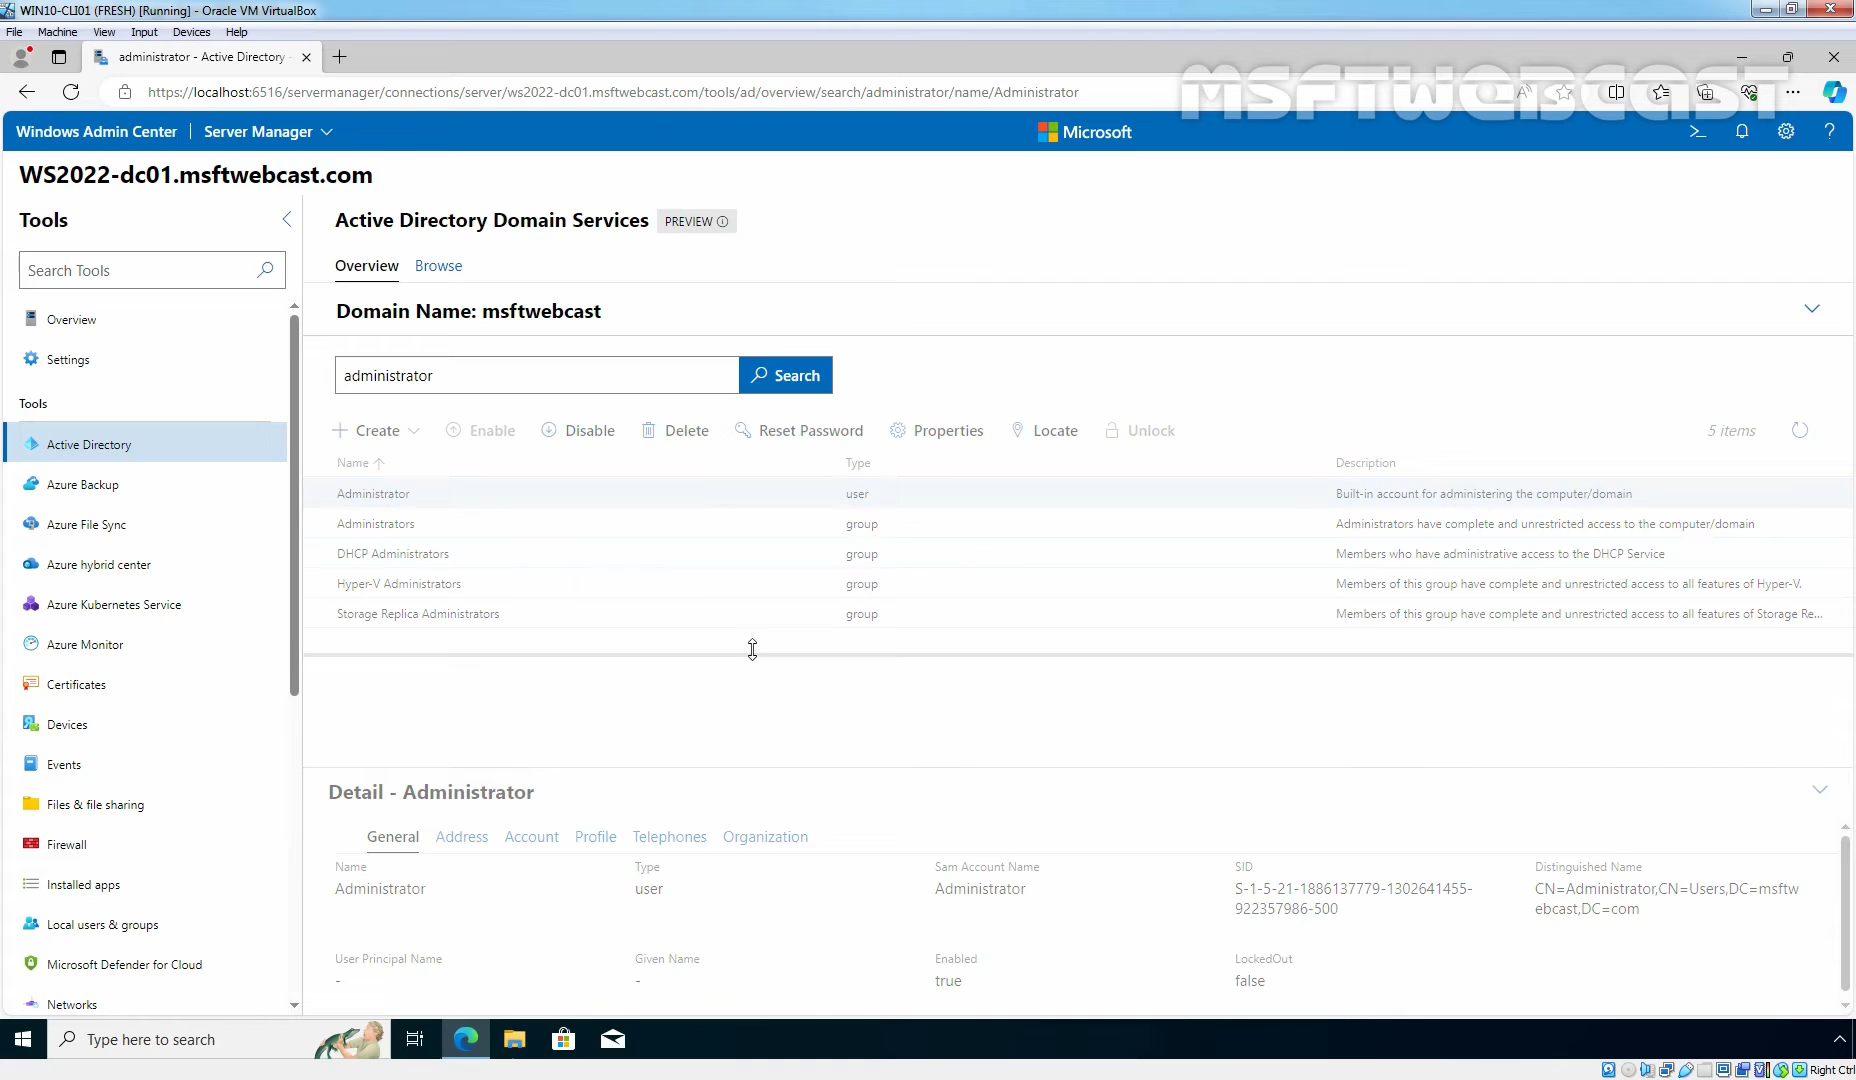 WIN10-CLI01 (FRESH) [Running] - Oracle VM VirtualBox
File Machine View Input Devices Help
administrator - Active Directory
https://localhost:6516/servermanager/connections/server/ws2022-dc01.msftwebcast.com/tools/ad/overview/search/administrator/name/Administrator
MSFTWEBCAST
Windows Admin Center Server Manager Microsoft
WS2022-dc01.msftwebcast.com
Tools
Search Tools
Overview
Settings
Tools
Active Directory
Azure Backup
Azure File Sync
Azure hybrid center
Azure Kubernetes Service
Azure Monitor
Certificates
Devices
Events
Files & file sharing
Firewall
Installed apps
Local users & groups
Microsoft Defender for Cloud
Networks
Active Directory Domain Services PREVIEW
Overview Browse
Domain Name: msftwebcast
administrator Search
Create Enable Disable Delete Reset Password Properties Locate Unlock 5 items
Name Type Description
Administrator user Built-in account for administering the computer/domain
Administrators group Administrators have complete and unrestricted access to the computer/domain
DHCP Administrators group Members who have administrative access to the DHCP Service
Hyper-V Administrators group Members of this group have complete and unrestricted access to all features of Hyper-V.
Storage Replica Administrators group Members of this group have complete and unrestricted access to all features of Storage Re...
Detail - Administrator
General Address Account Profile Telephones Organization
Name Type Sam Account Name SID Distinguished Name
Administrator user Administrator S-1-5-21-1886137779-1302641455- CN=Administrator,CN=Users,DC=msftw
922357986-500 ebcast,DC=com
User Principal Name Given Name Enabled LockedOut
- - true false
Type here to search
Right Ctrl